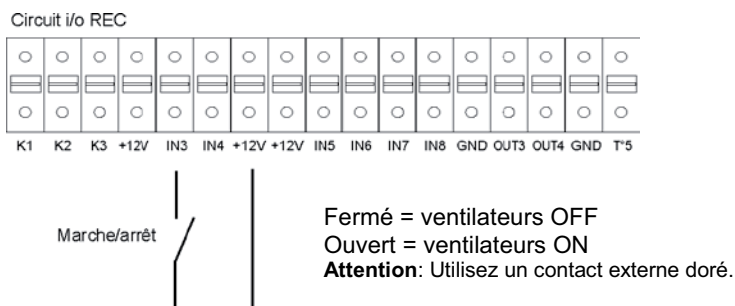 Circuit i/o REC
K1 K2 K3 +12V IN3 IN4 +12V +12V IN5 IN6 IN7 IN8 GND OUT3 OUT4 GND T°5
Marche/arrêt
Fermé = ventilateurs OFF
Ouvert = ventilateurs ON
Attention: Utilisez un contact externe doré.